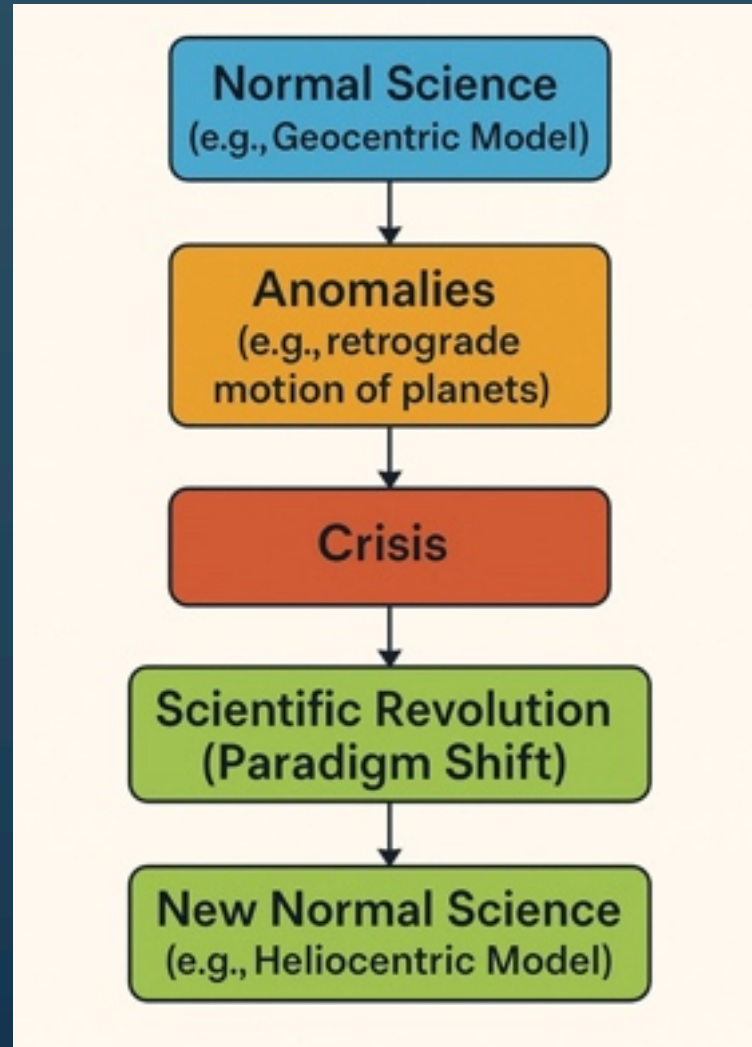 Normal Science
(e.g., Geocentric Model)
Anomalies
(e.g., retrograde
motion of planets)
Crisis
Scientific Revolution
(Paradigm Shift)
New Normal Science
(e.g., Heliocentric Model)